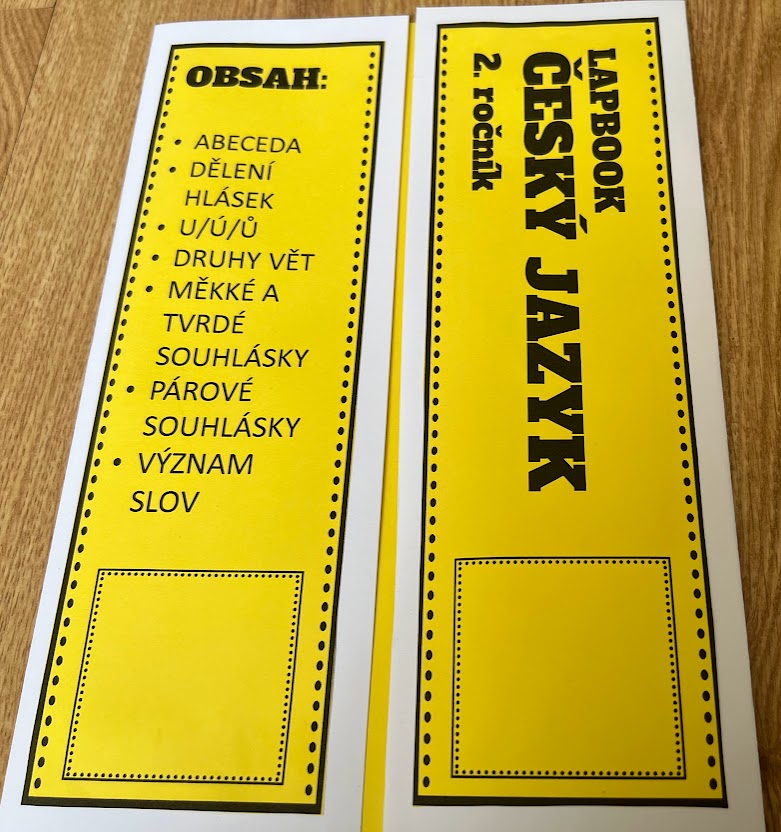 OBSAH:
• ABECEDA
• DĚLENÍ
HLÁSEK
• U/Ú/Ů
• DRUHY VĚT
• MĚKKÉ A
TVRDÉ
SOUHLÁSKY
• PÁROVÉ
SOUHLÁSKY
• VÝZNAM
SLOV
LAPBOOK
ČESKÝ JAZYK
2. ročník